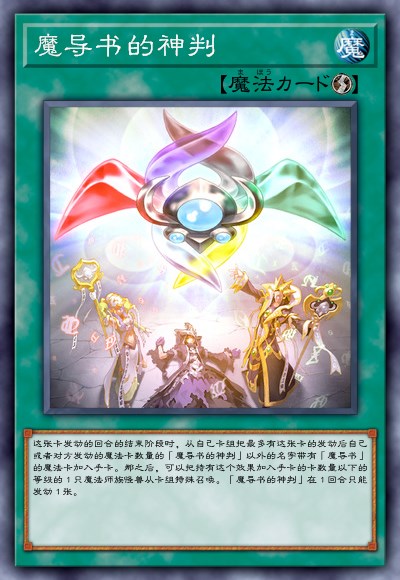 魔导书的神判
魔
【魔法カード】
まほう
这张卡发动的回合的结束阶段时，从自己卡组把最多有这张卡的发动后自己
或者对方发动的魔法卡数量的「魔导书的神判」以外的名字带有「魔导书」
的魔法卡加入手卡。那之后，可以把持有这个效果加入手卡的卡数量以下的
等级的1只魔法师族怪兽从卡组特殊召唤。「魔导书的神判」在1回合只能
发动1张。